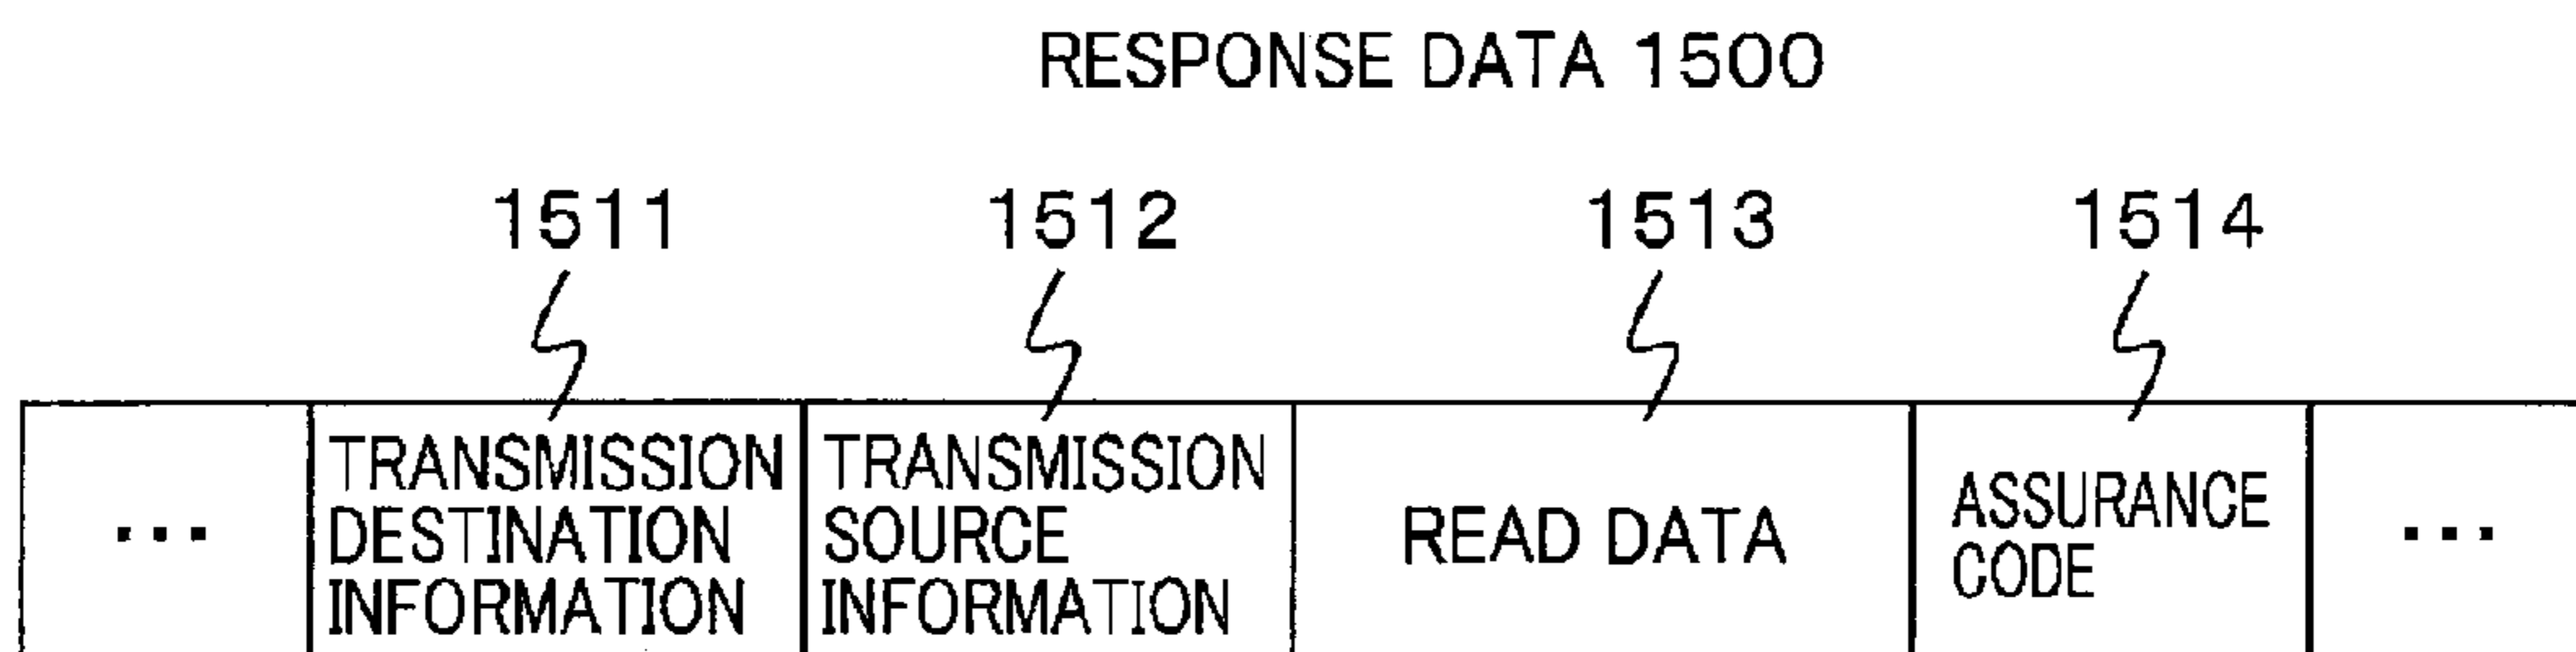 RESPONSE DATA 1500
1511 1512 1513 1514
... TRANSMISSION DESTINATION INFORMATION TRANSMISSION SOURCE INFORMATION READ DATA ASSURANCE CODE ...